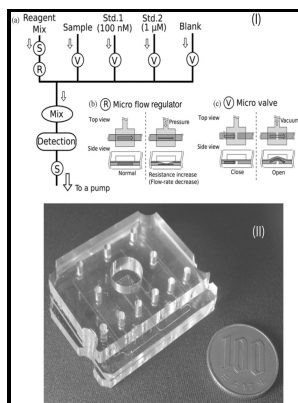 (I)
(a) Reagent
Mix
Sample
Std.1
(100 nM)
Std.2
(1 μM)
Blank
S
R
V
V
V
V
Mix
Detection
S
To a pump
(b) R Micro flow regulator
Top view
Pressure
Side view
Normal
Resistance increase
(Flow-rate decrease)
(c) V Micro valve
Top view
Vacuum
Side view
Close
Open
(II)
100